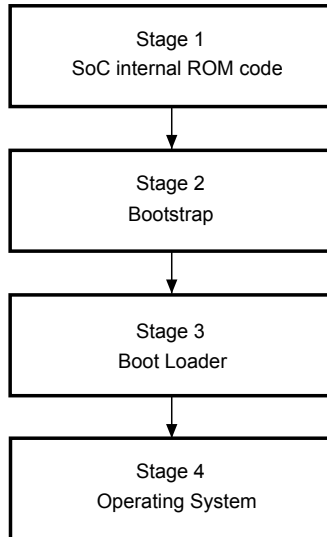 Stage 1
SoC internal ROM code
Stage 2
Bootstrap
Stage 3
Boot Loader
Stage 4
Operating System